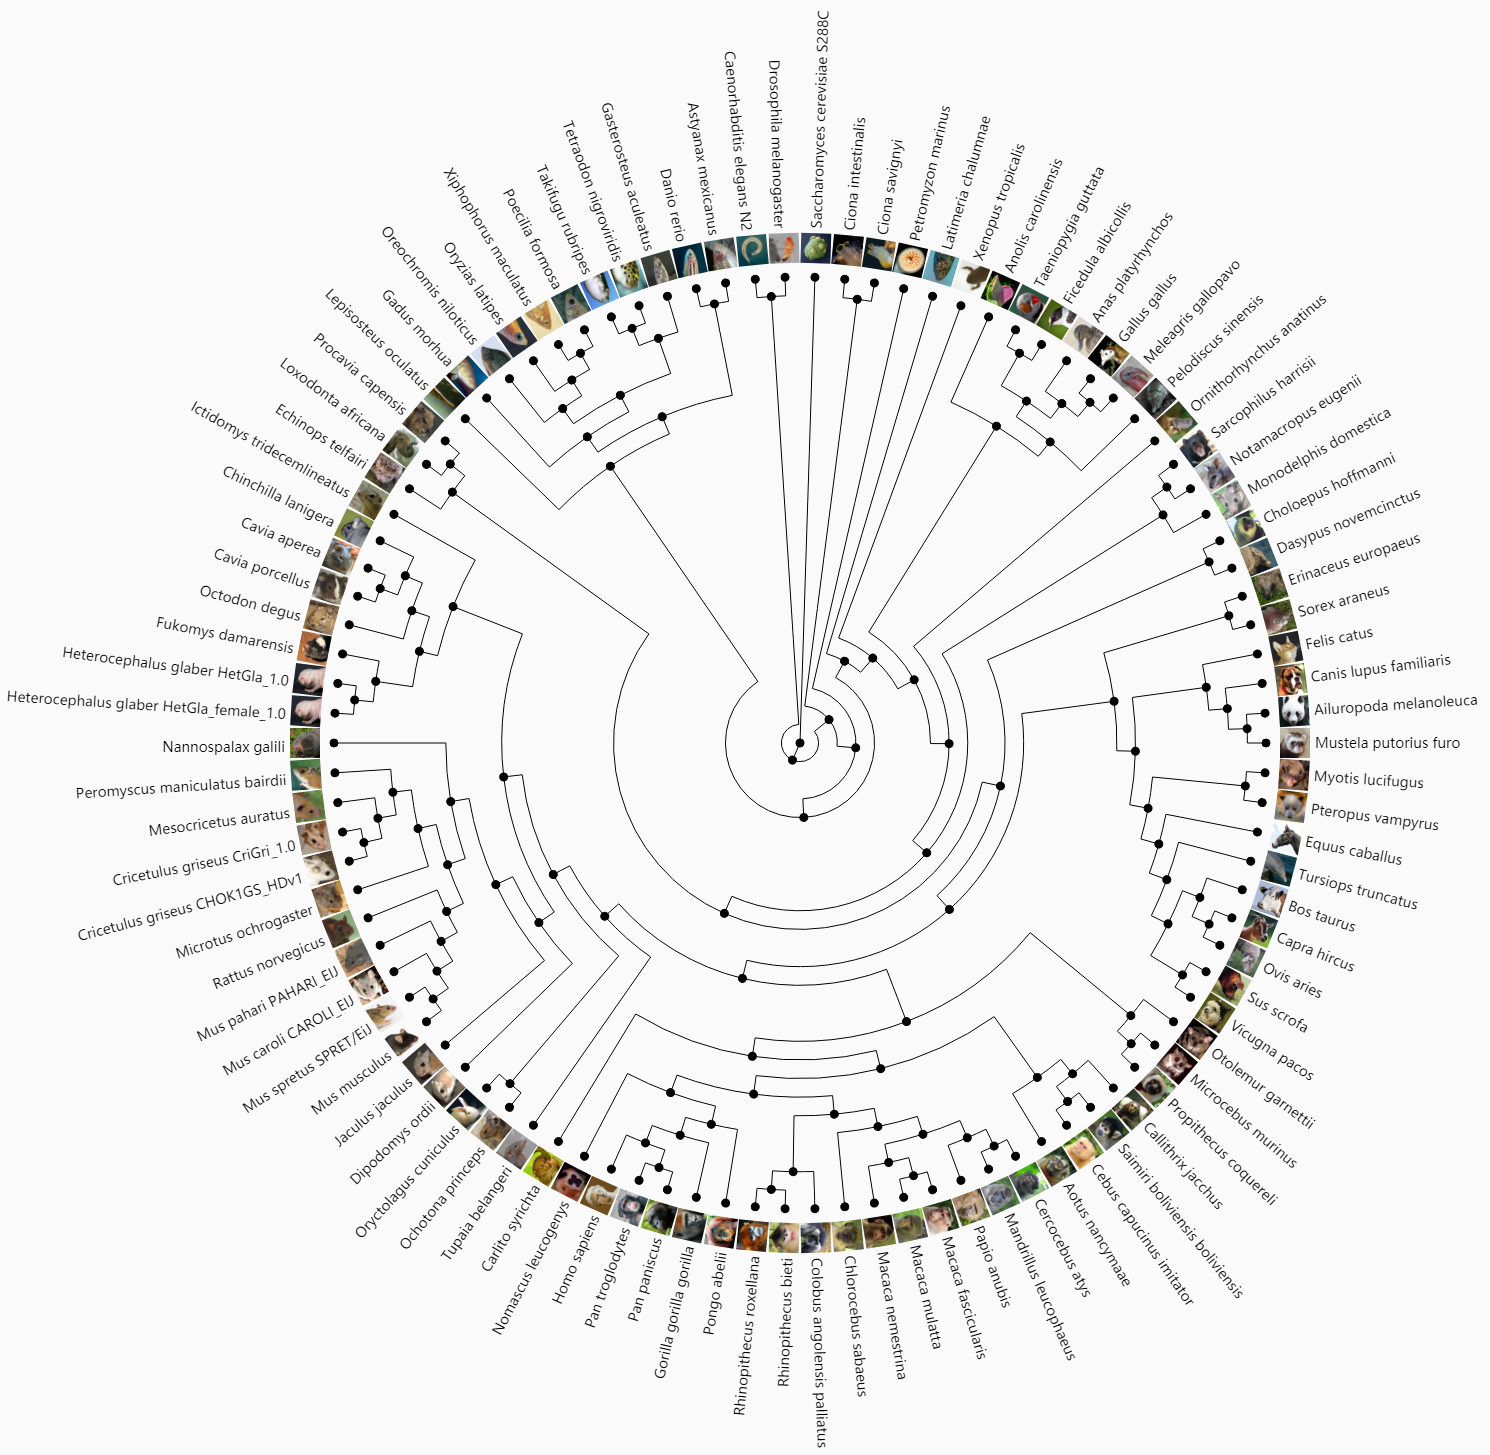 Saccharomyces cerevisiae S288C
Ciona intestinalis
Ciona savignyi
Petromyzon marinus
Latimeria chalumnae
Xenopus tropicalis
Anolis carolinensis
Taeniopygia guttata
Ficedula albicollis
Anas platyrhynchos
Gallus gallus
Meleagris gallopavo
Pelodiscus sinensis
Ornithorhynchus anatinus
Sarcophilus harrisii
Notamacropus eugenii
Monodelphis domestica
Choloepus hoffmanni
Dasypus novemcinctus
Erinaceus europaeus
Sorex araneus
Felis catus
Canis lupus familiaris
Ailuropoda melanoleuca
Mustela putorius furo
Myotis lucifugus
Pteropus vampyrus
Equus caballus
Tursiops truncatus
Bos taurus
Capra hircus
Ovis aries
Sus scrofa
Vicugna pacos
Otolemur garnettii
Microcebus murinus
Propithecus coquereli
Callithrix jacchus
Saimiri boliviensis boliviensis
Cebus capucinus imitator
Aotus nancymaae
Cercocebus atys
Mandrillus leucophaeus
Papio anubis
Macaca fascicularis
Macaca mulatta
Macaca nemestrina
Chlorocebus sabaeus
Colobus angolensis palliatus
Rhinopithecus bieti
Rhinopithecus roxellana
Pongo abelii
Gorilla gorilla gorilla
Pan paniscus
Pan troglodytes
Homo sapiens
Nomascus leucogenys
Carlito syrichta
Tupaia belangeri
Ochotona princeps
Oryctolagus cuniculus
Dipodomys ordii
Jaculus jaculus
Mus musculus
Mus spretus SPRET/EiJ
Mus caroli CAROLI_EIJ
Mus pahari PAHARI_EIJ
Rattus norvegicus
Microtus ochrogaster
Cricetulus griseus CHOK1GS_HDv1
Cricetulus griseus CriGri_1.0
Mesocricetus auratus
Peromyscus maniculatus bairdii
Nannospalax galili
Heterocephalus glaber HetGla_female_1.0
Heterocephalus glaber HetGla_1.0
Fukomys damarensis
Octodon degus
Cavia porcellus
Cavia aperea
Chinchilla lanigera
Ictidomys tridecemlineatus
Echinops telfairi
Loxodonta africana
Procavia capensis
Lepisosteus oculatus
Gadus morhua
Oreochromis niloticus
Oryzias latipes
Xiphophorus maculatus
Poecilia formosa
Takifugu rubripes
Tetraodon nigroviridis
Gasterosteus aculeatus
Danio rerio
Astyanax mexicanus
Caenorhabditis elegans N2
Drosophila melanogaster